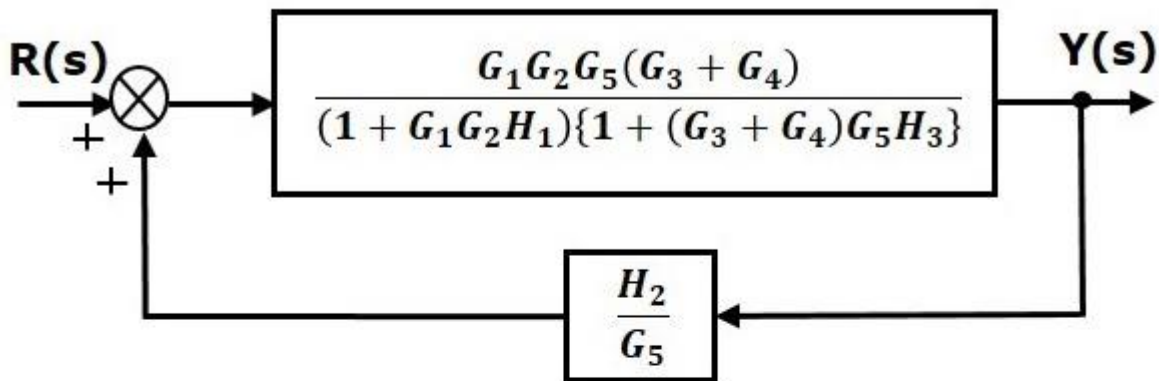 R(s)
Y(s)
G₁G₂G₅(G₃ + G₄)
(1 + G₁G₂H₁){1 + (G₃ + G₄)G₅H₃}
+
+
H₂
G₅